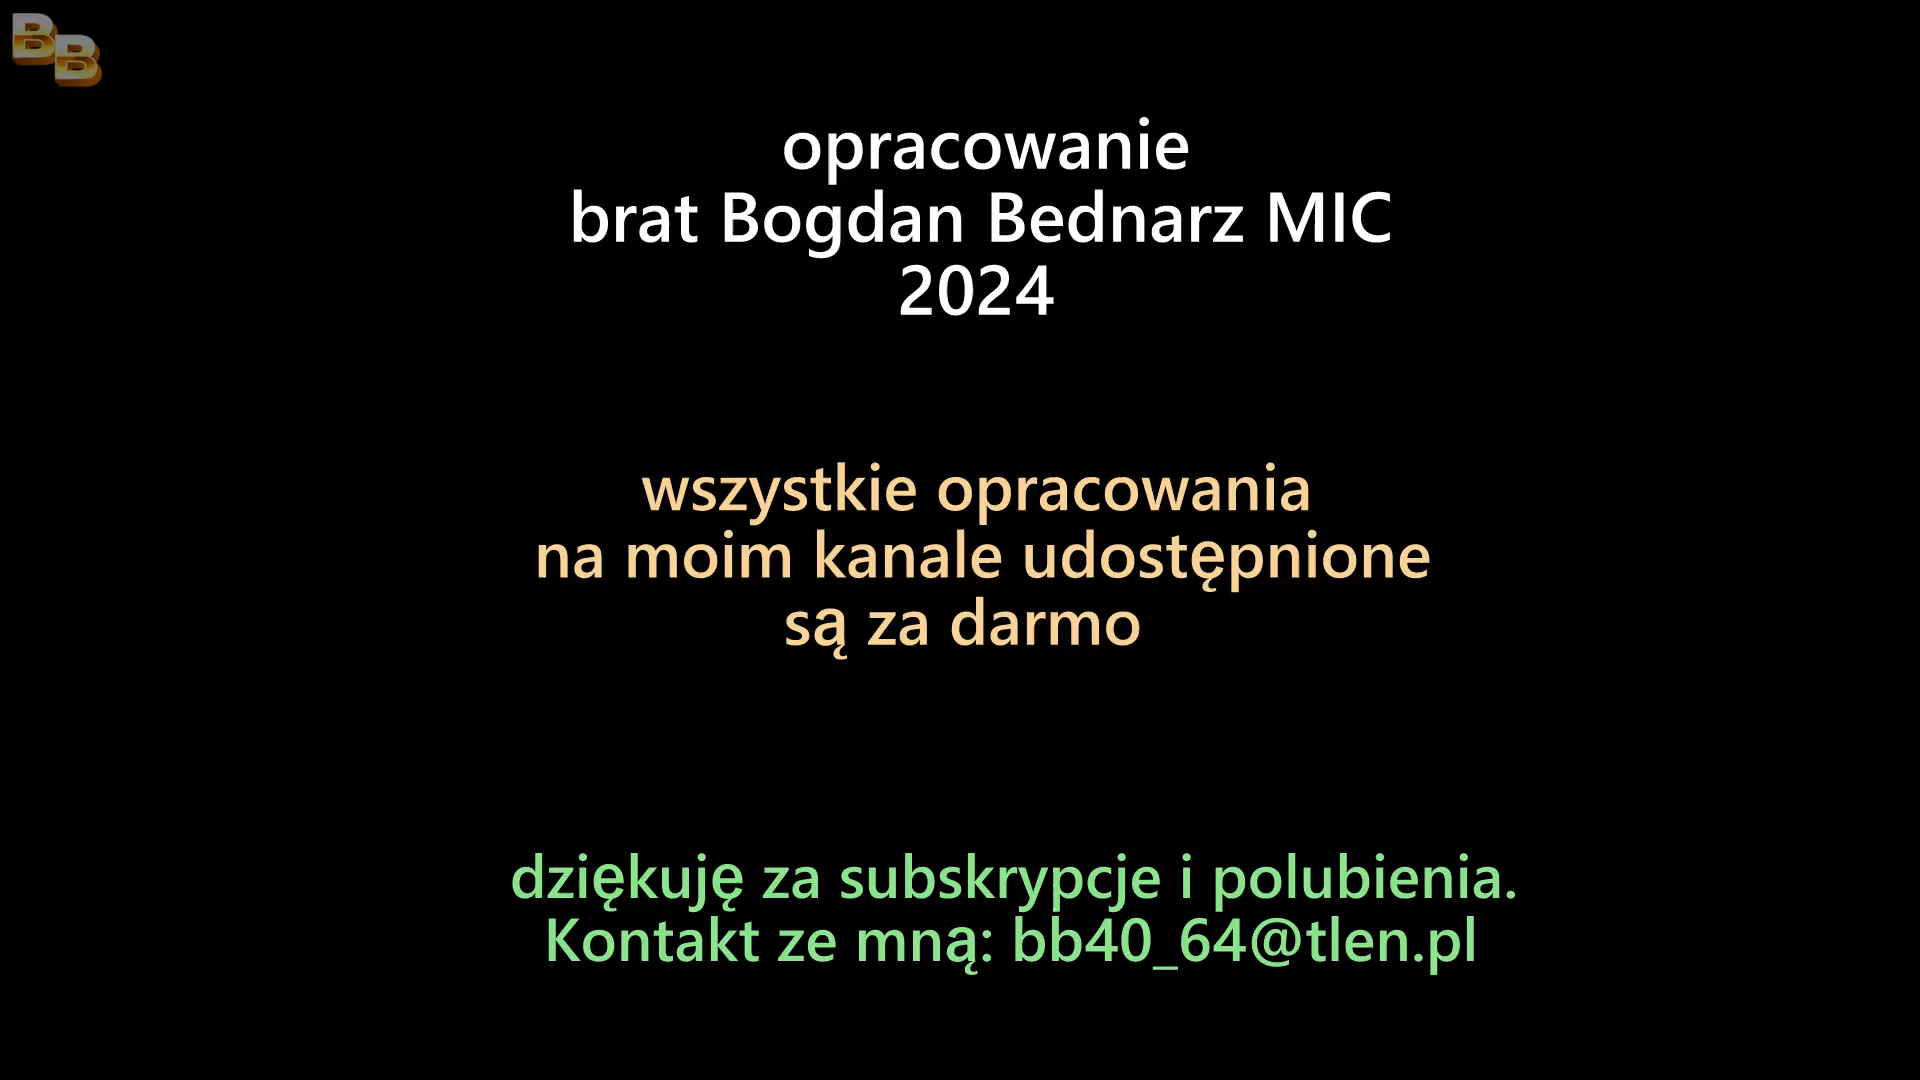 BB
opracowanie
brat Bogdan Bednarz MIC
2024
wszystkie opracowania
na moim kanale udostępnione
są za darmo
dziękuję za subskrypcje i polubienia.
Kontakt ze mną: bb40_64@tlen.pl